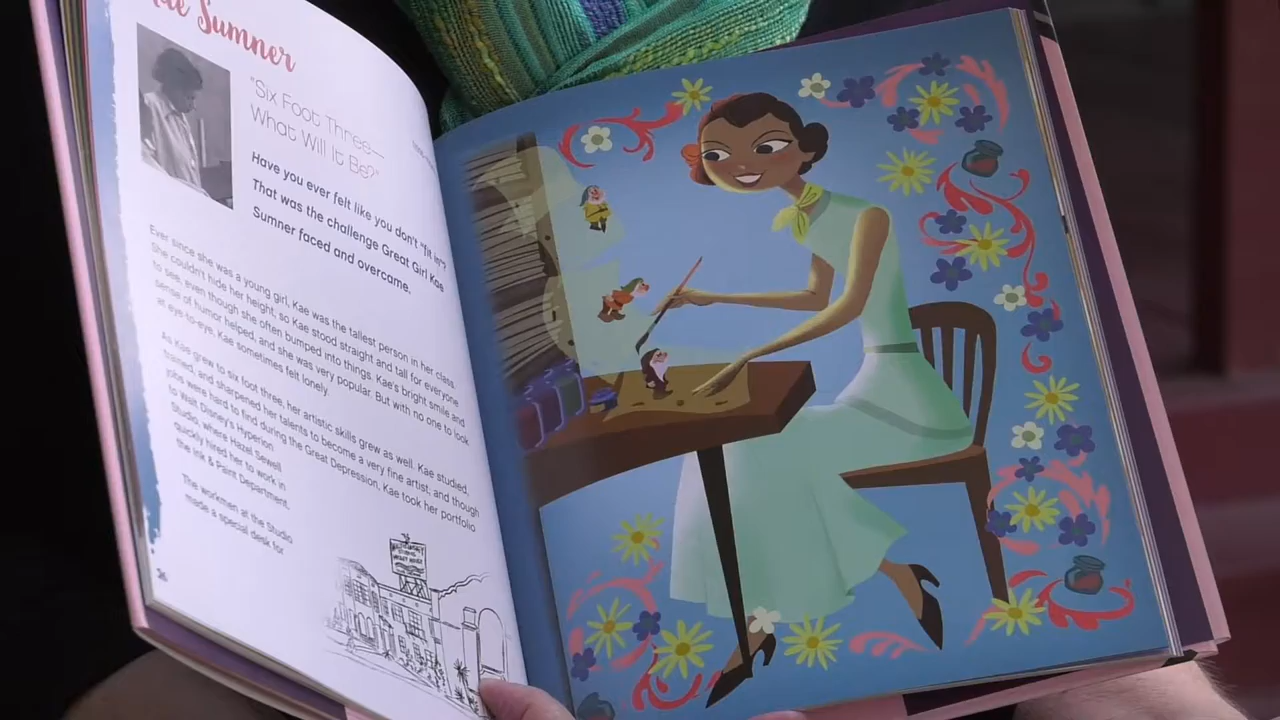 Kae Sumner
"Six Foot Three—
What Will It Be?"
Have you ever felt like you don't "fit in"?
That was the challenge Great Girl Kae
Sumner faced and overcame.
Ever since she was a young girl, Kae was the tallest person in her class.
She couldn't hide her height, so Kae stood straight and tall for everyone
to see, even though she often bumped into things. Kae's bright smile and
sense of humor helped, and she was very popular. But with no one to look
at eye-to-eye, Kae sometimes felt lonely.
As Kae grew to six foot three, her artistic skills grew as well. Kae studied,
trained, and sharpened her talents to become a very fine artist, and though
jobs were hard to find during the Great Depression, Kae took her portfolio
to Walt Disney's Hyperion
Studio, where Hazel Sewell
quickly hired her to work in
the Ink & Paint Department.
The workmen at the Studio
made a special desk for
26